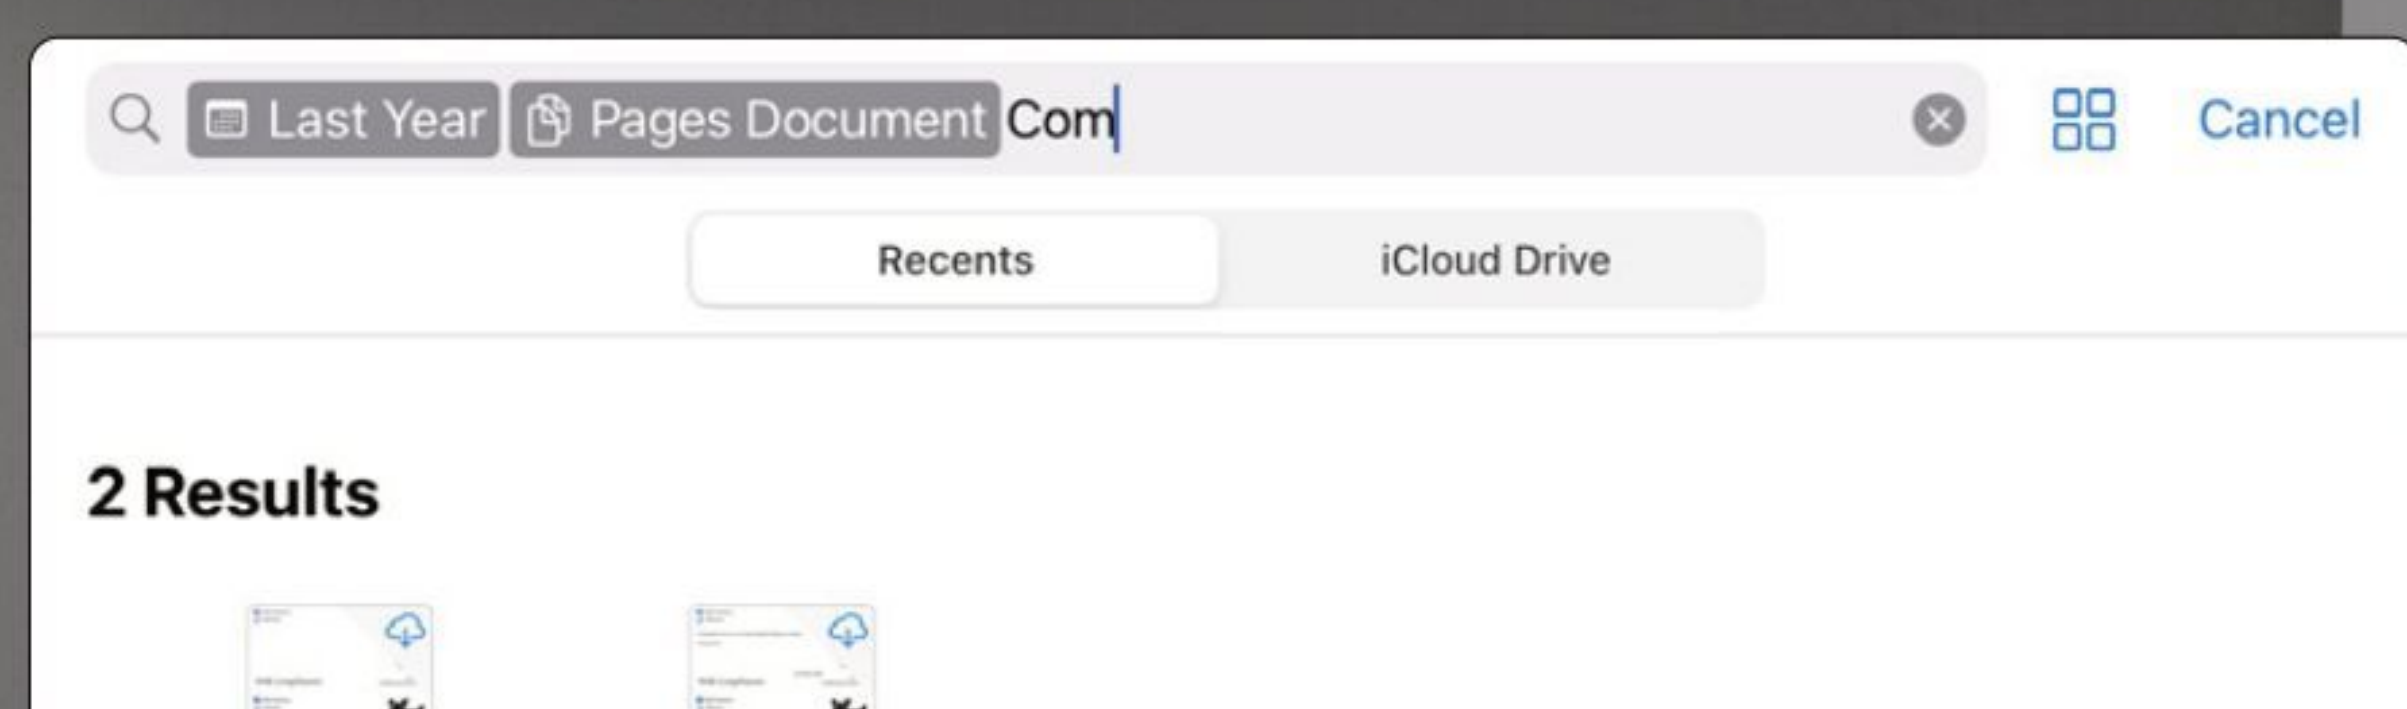 Last Year Pages Document Com Cancel
Recents iCloud Drive
2 Results